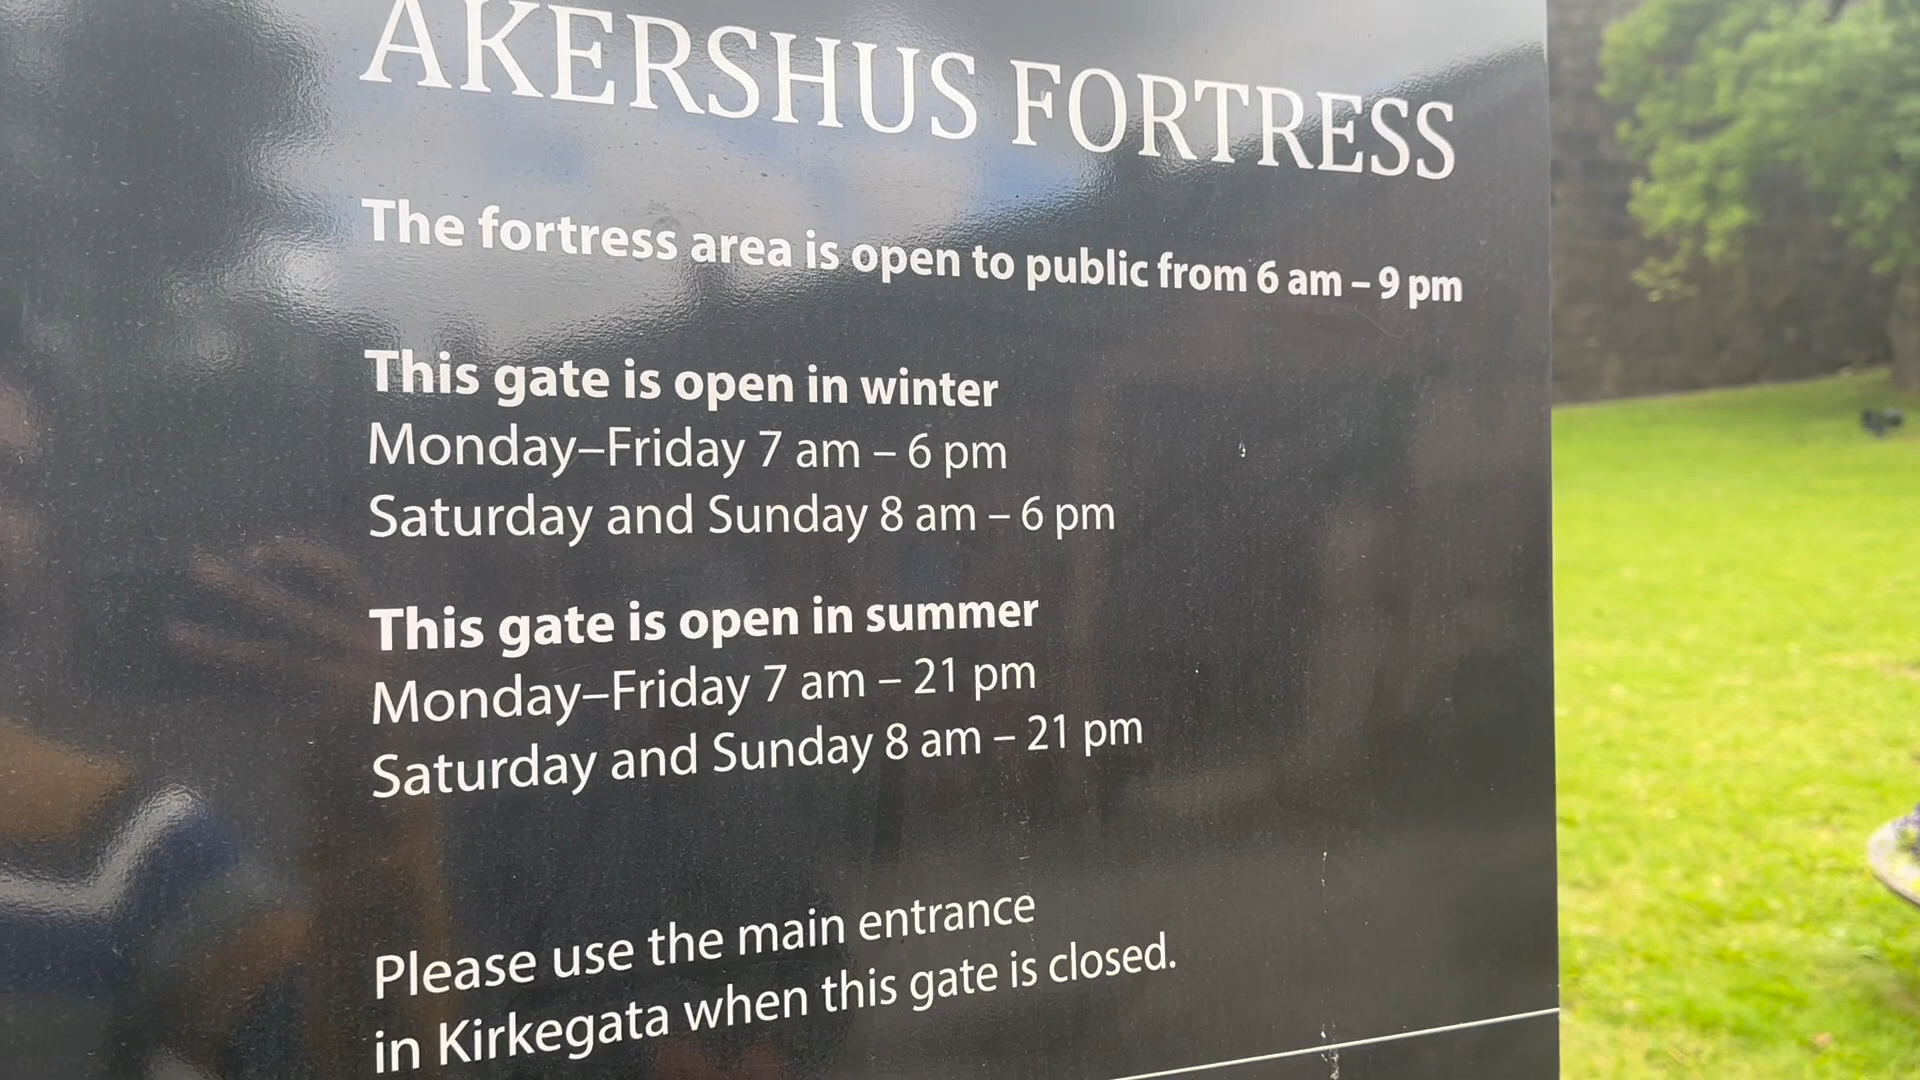 AKERSHUS FORTRESS
The fortress area is open to public from 6 am – 9 pm
This gate is open in winter
Monday–Friday 7 am – 6 pm
Saturday and Sunday 8 am – 6 pm
This gate is open in summer
Monday–Friday 7 am – 21 pm
Saturday and Sunday 8 am – 21 pm
Please use the main entrance
in Kirkegata when this gate is closed.